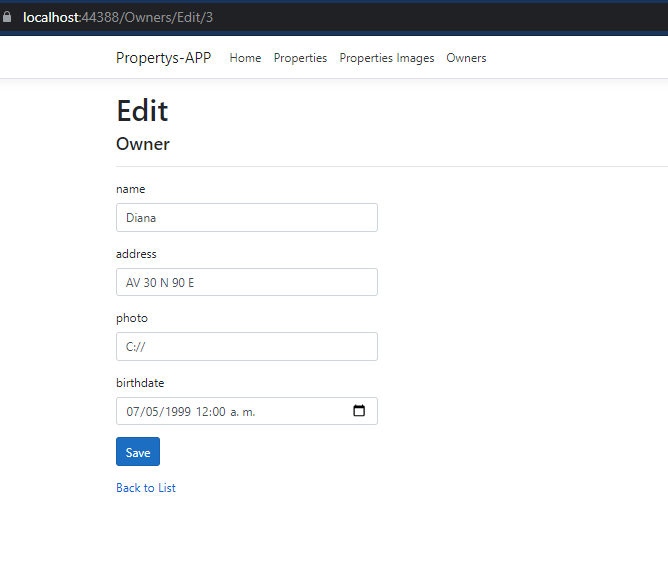 localhost:44388/Owners/Edit/3
Propertys-APP Home Properties Properties Images Owners
Edit
Owner
name
Diana
address
AV 30 N 90 E
photo
C://
birthdate
07/05/1999 12:00 a. m.
Save
Back to List